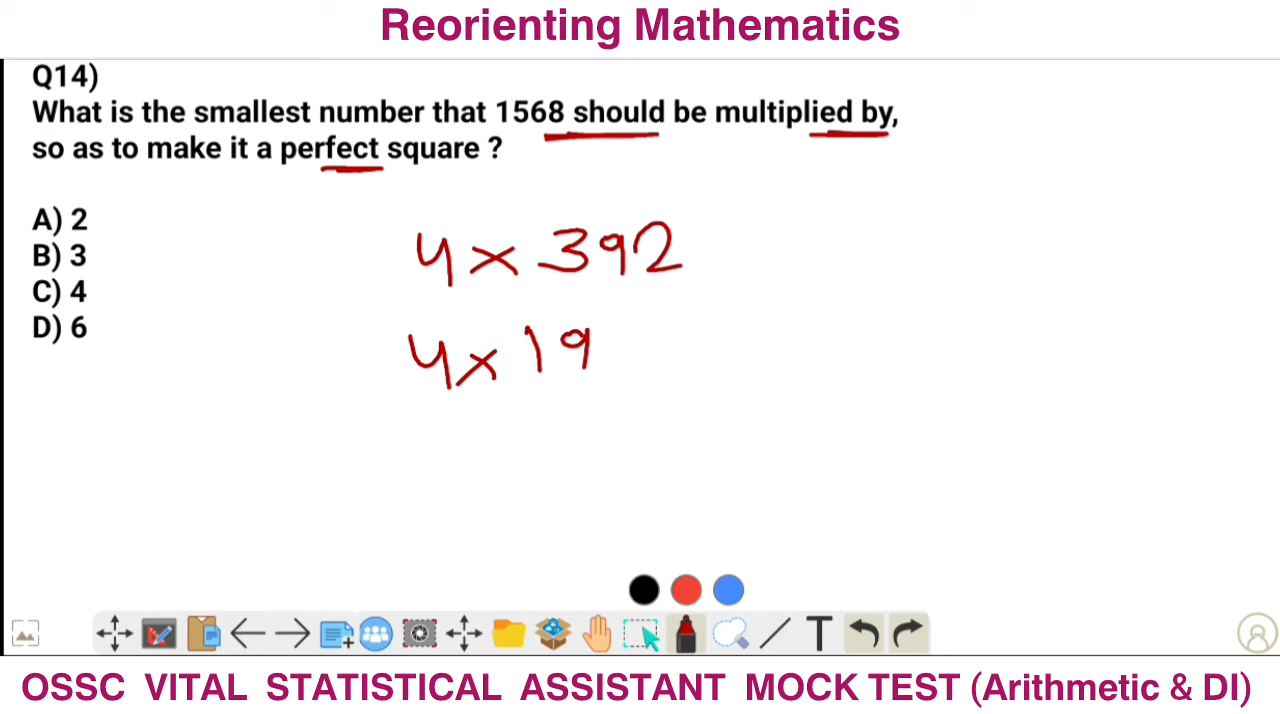 Reorienting Mathematics
Q14)
What is the smallest number that 1568 should be multiplied by,
so as to make it a perfect square ?
A) 2
B) 3
C) 4
D) 6
4 x 392
4 x 19
T
OSSC VITAL STATISTICAL ASSISTANT MOCK TEST (Arithmetic & DI)